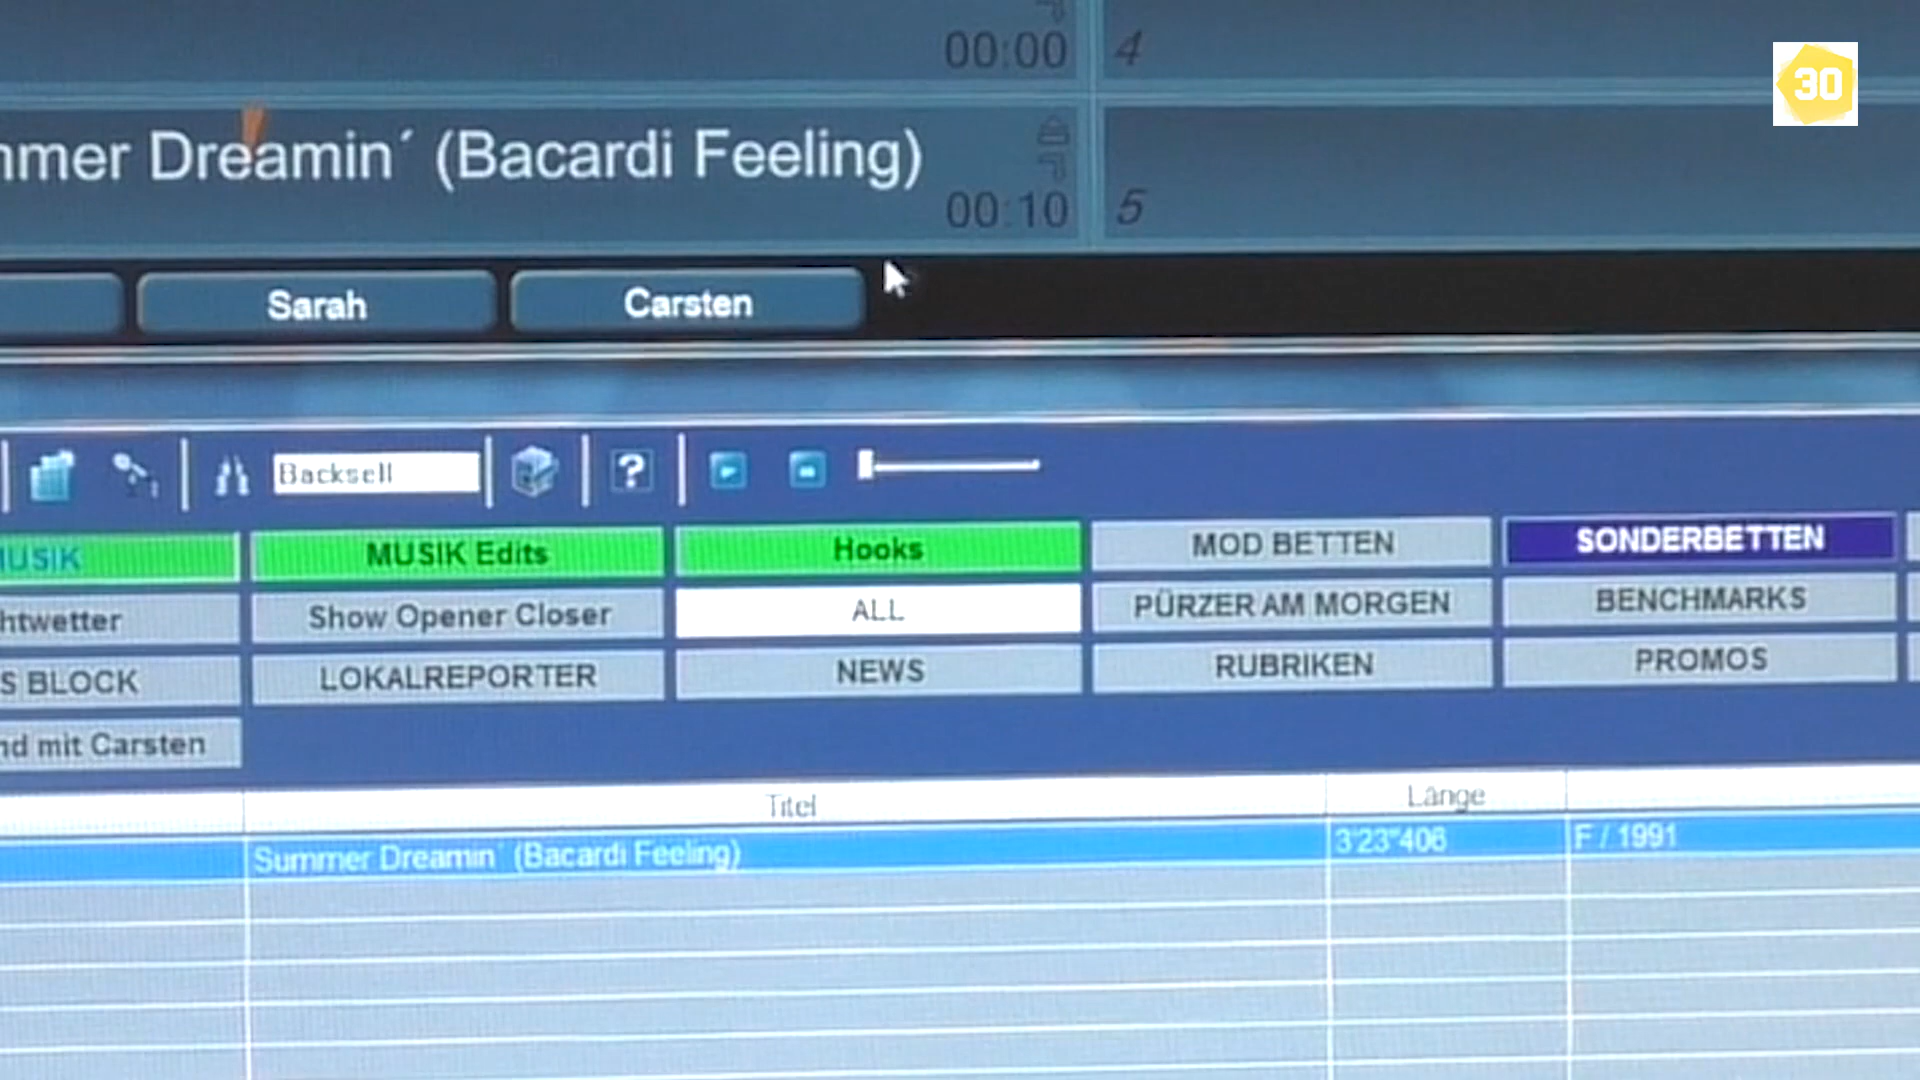 00:00 4
30
mmer Dreamin´ (Bacardi Feeling)
00:10 5
Sarah Carsten
Backsell ?
MUSIK MUSIK Edits Hooks MOD BETTEN SONDERBETTEN
htwetter Show Opener Closer ALL PÜRZER AM MORGEN BENCHMARKS
S BLOCK LOKALREPORTER NEWS RUBRIKEN PROMOS
nd mit Carsten
Titel Länge
Summer Dreamin´ (Bacardi Feeling) 3'23"406 F / 1991